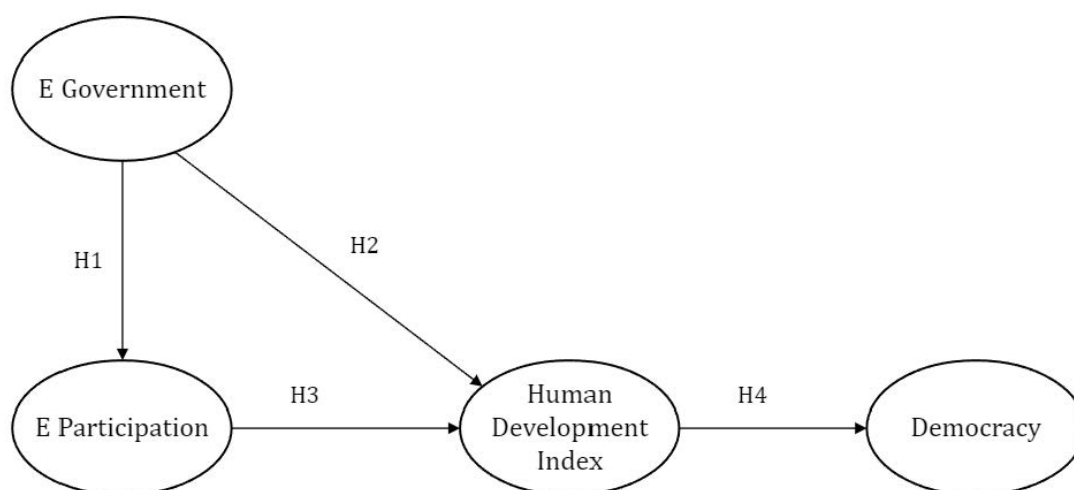 E Government
H1
H2
E Participation
H3
Human
Development
Index
H4
Democracy